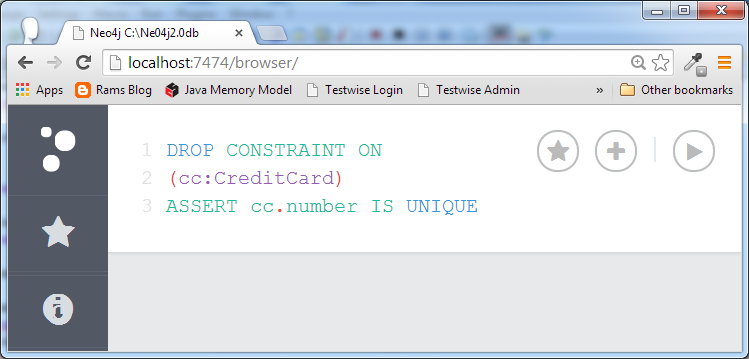 Neo4j C:\Ne04j2.0db
localhost:7474/browser/
Apps Rams Blog Java Memory Model Testwise Login Testwise Admin » Other bookmarks
1 DROP CONSTRAINT ON
2 (cc:CreditCard)
3 ASSERT cc.number IS UNIQUE